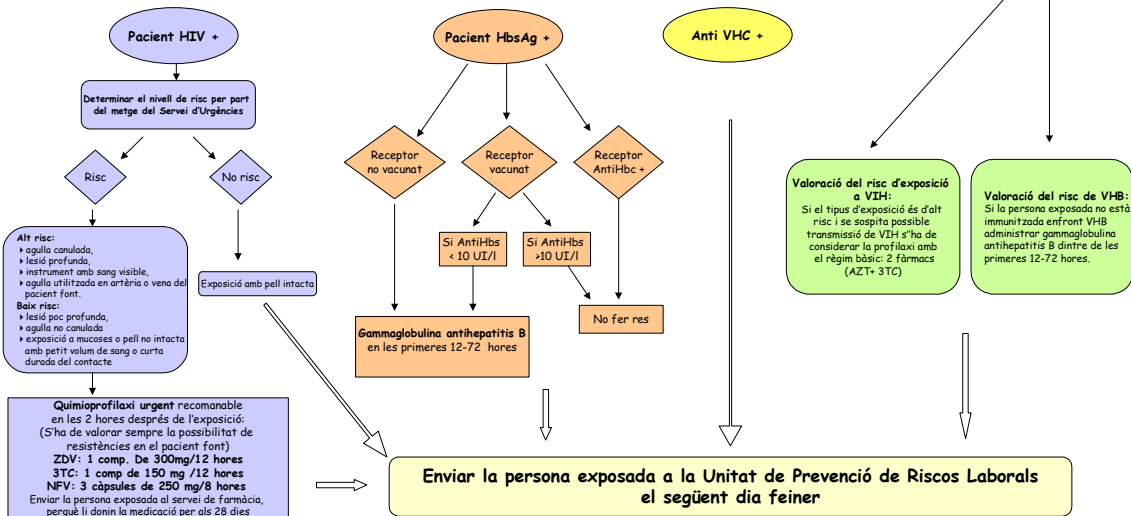 Pacient HIV +
Determinar el nivell de risc per part
del metge del Servei d'Urgències
Risc
No risc
Alt risc:
agulla canulada,
lesió profunda,
instrument amb sang visible,
agulla utilitzada en artèria o vena del
pacient font.
Baix risc:
lesió poc profunda,
agulla no canulada
exposició a mucoses o pell no intacta
amb petit volum de sang o curta
durada del contacte
Exposició amb pell intacta
Quimioprofilaxi urgent recomanable
en les 2 hores després de l'exposició:
(S'ha de valorar sempre la possibilitat de
resistències en el pacient font)
ZDV: 1 comp. De 300mg/12 hores
3TC: 1 comp de 150 mg /12 hores
NFV: 3 càpsules de 250 mg/8 hores
Enviar la persona exposada al servei de farmàcia,
perquè li donin la medicació per als 28 dies
Pacient HbsAg +
Receptor
no vacunat
Receptor
vacunat
Receptor
AntiHbc +
Si AntiHbs
< 10 UI/l
Si AntiHbs
>10 UI/l
Gammaglobulina antihepatitis B
en les primeres 12-72 hores
No fer res
Anti VHC +
Valoració del risc d'exposició
a VIH:
Si el tipus d'exposició és d'alt
risc i se sospita possible
transmissió de VIH s"ha de
considerar la profilaxi amb
el règim bàsic: 2 fàrmacs
(AZT+ 3TC)
Valoració del risc de VHB:
Si la persona exposada no està
immunitzada enfront VHB
administrar gammaglobulina
antihepatitis B dintre de les
primeres 12-72 hores.
Enviar la persona exposada a la Unitat de Prevenció de Riscos Laborals
el següent dia feiner